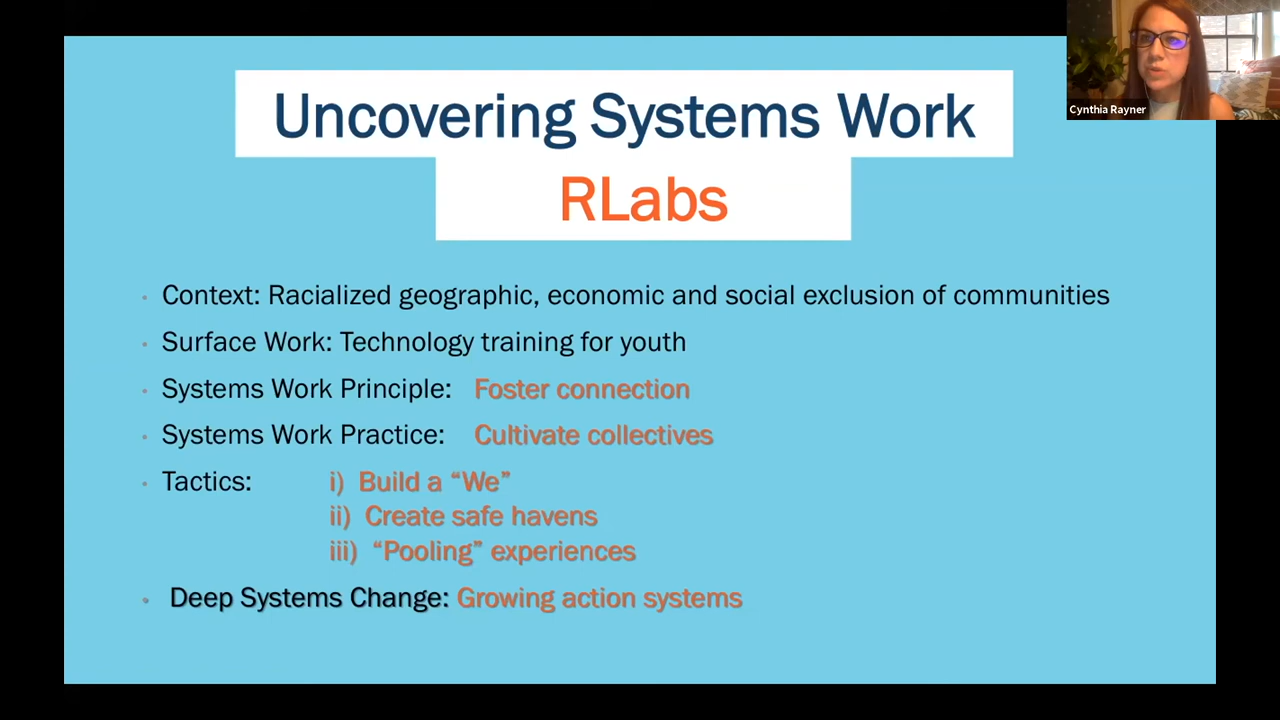 Cynthia Rayner
Uncovering Systems Work
RLabs
· Context: Racialized geographic, economic and social exclusion of communities
· Surface Work: Technology training for youth
· Systems Work Principle: Foster connection
· Systems Work Practice: Cultivate collectives
· Tactics: i) Build a “We”
ii) Create safe havens
iii) “Pooling” experiences
· Deep Systems Change: Growing action systems